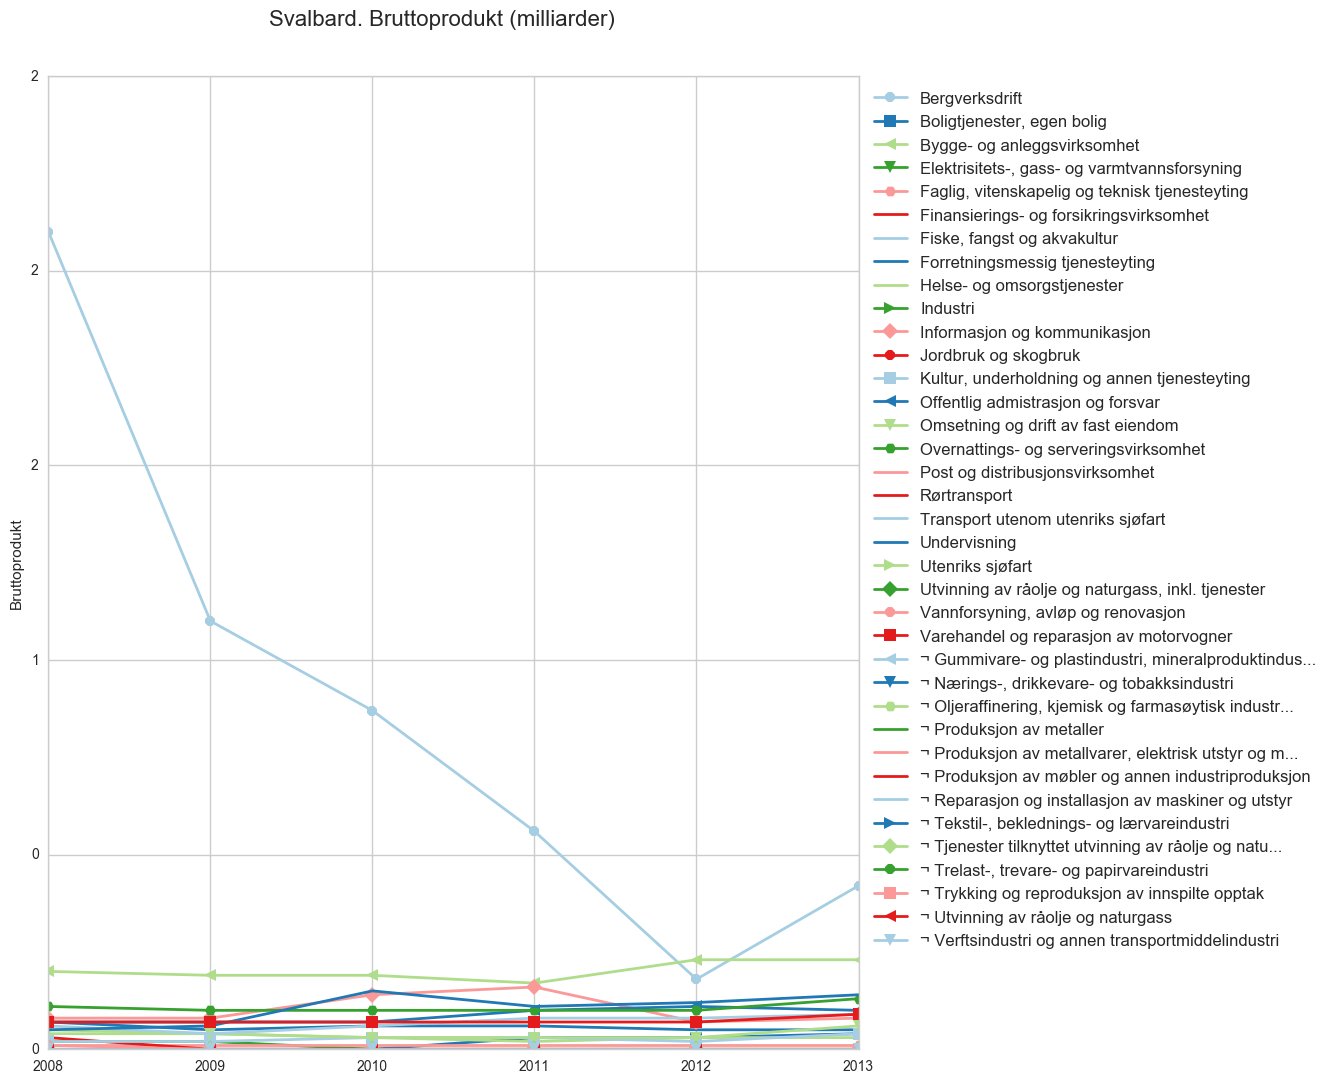 Svalbard. Bruttoprodukt (milliarder)
2
2
2
1
0
0
Bruttoprodukt
2008
2009
2010
2011
2012
2013
Bergverksdrift
Boligtjenester, egen bolig
Bygge- og anleggsvirksomhet
Elektrisitets-, gass- og varmtvannsforsyning
Faglig, vitenskapelig og teknisk tjenesteyting
Finansierings- og forsikringsvirksomhet
Fiske, fangst og akvakultur
Forretningsmessig tjenesteyting
Helse- og omsorgstjenester
Industri
Informasjon og kommunikasjon
Jordbruk og skogbruk
Kultur, underholdning og annen tjenesteyting
Offentlig admistrasjon og forsvar
Omsetning og drift av fast eiendom
Overnattings- og serveringsvirksomhet
Post og distribusjonsvirksomhet
Rørtransport
Transport utenom utenriks sjøfart
Undervisning
Utenriks sjøfart
Utvinning av råolje og naturgass, inkl. tjenester
Vannforsyning, avløp og renovasjon
Varehandel og reparasjon av motorvogner
¬ Gummivare- og plastindustri, mineralproduktindus...
¬ Nærings-, drikkevare- og tobakksindustri
¬ Oljeraffinering, kjemisk og farmasøytisk industr...
¬ Produksjon av metaller
¬ Produksjon av metallvarer, elektrisk utstyr og m...
¬ Produksjon av møbler og annen industriproduksjon
¬ Reparasjon og installasjon av maskiner og utstyr
¬ Tekstil-, beklednings- og lærvareindustri
¬ Tjenester tilknyttet utvinning av råolje og natu...
¬ Trelast-, trevare- og papirvareindustri
¬ Trykking og reproduksjon av innspilte opptak
¬ Utvinning av råolje og naturgass
¬ Verftsindustri og annen transportmiddelindustri